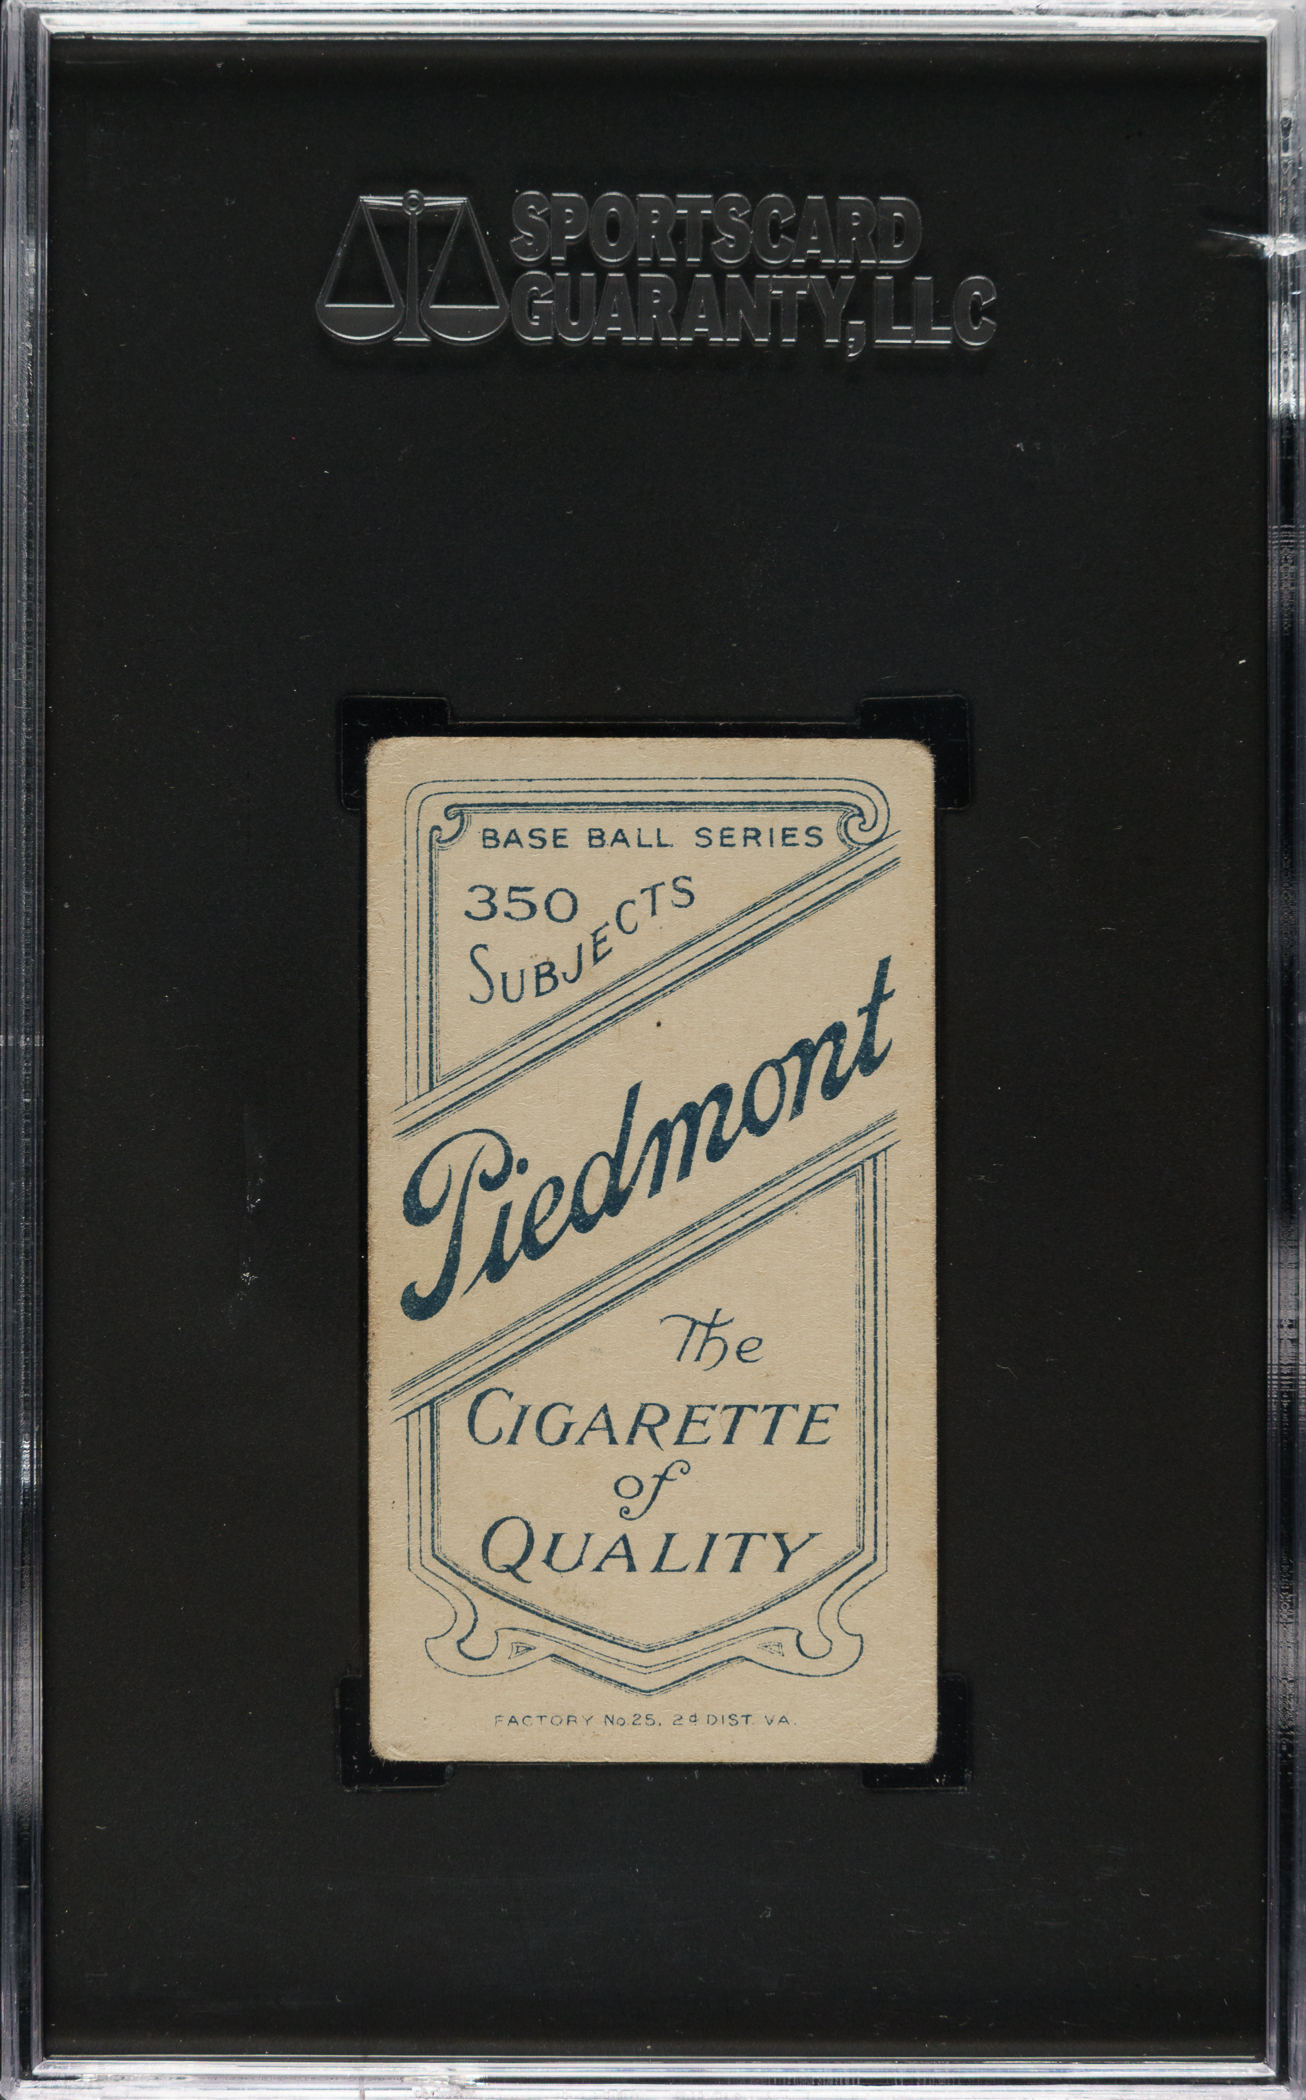 SPORTSCARD
GUARANTY, LLC
BASE BALL SERIES
350
SUBJECTS
Piedmont
The
CIGARETTE
of
QUALITY
FACTORY No. 25, 2d DIST. VA.